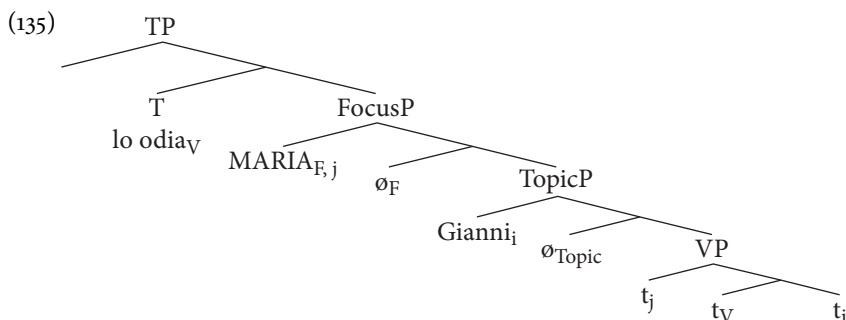 (135) TP
T
lo odiaV FocusP
MARIAF, j
øF TopicP
Gianniᵢ
øTopic VP
tj
tV ti